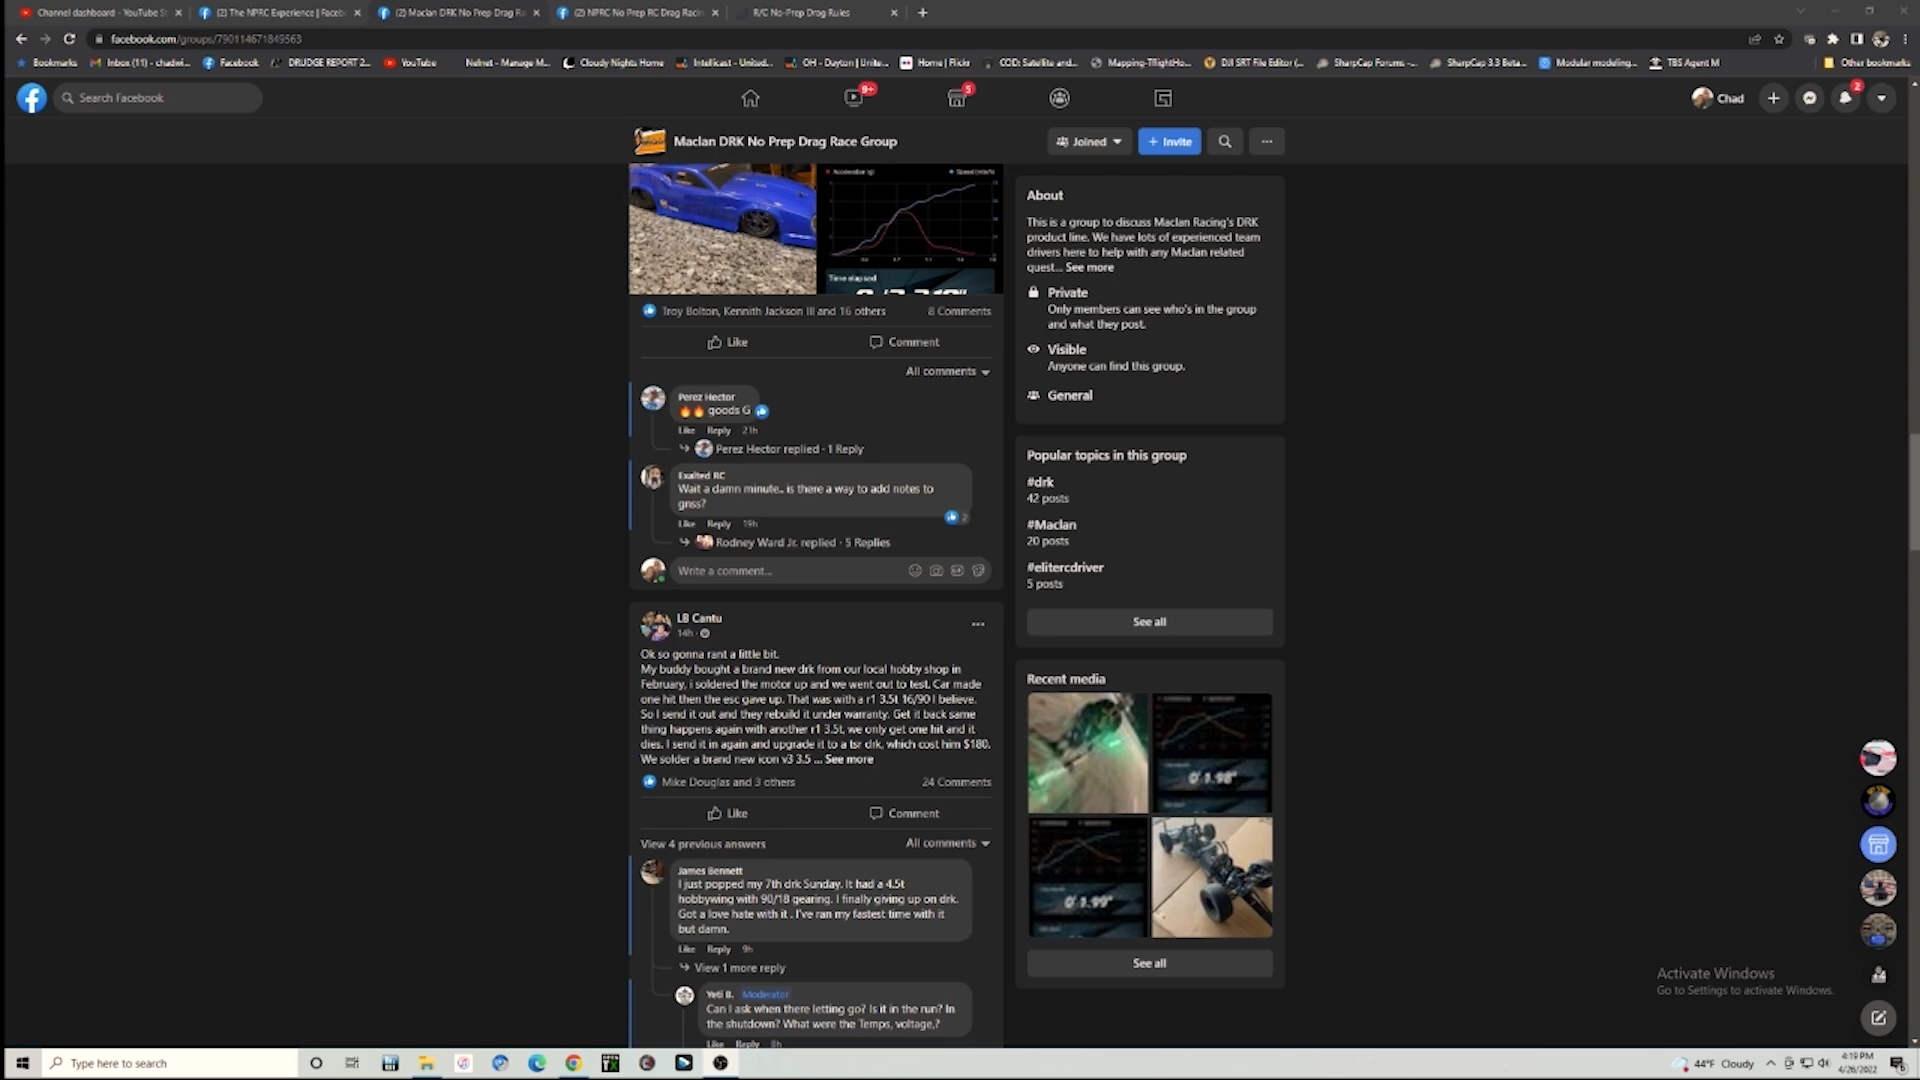 Channel dashboard - YouTube St
(2) The NPRC Experience | Faceb
(2) Maclan DRK No Prep Drag Ra
(2) NPRC No Prep RC Drag Racin
R/C No-Prep Drag Rules
facebook.com/groups/790114671849563
Bookmarks
Inbox (11) - chadwi...
Facebook
DRUDGE REPORT 2...
YouTube
Nelnet - Manage M...
Cloudy Nights Home
Intellicast - United...
OH - Dayton | Unite...
Home | Flickr
COD: Satellite and...
Mapping-TflightHo...
DJI SRT File Editor (...
SharpCap Forums -...
SharpCap 3.3 Beta...
Modular modeling...
TBS Agent M
Other bookmarks
Search Facebook
9+
5
Chad
2
Maclan DRK No Prep Drag Race Group
Joined
+ Invite
Acceleration (g)
Time elapsed
Troy Bolton, Kennith Jackson III and 16 others
8 Comments
Like
Comment
All comments
Perez Hector
🔥🔥 goods G
Like Reply 21h
Perez Hector replied · 1 Reply
Exalted RC
Wait a damn minute.. is there a way to add notes to
gnss?
2
Like Reply 19h
Rodney Ward Jr. replied · 5 Replies
Write a comment...
LB Cantu
14h ·
Ok so gonna rant a little bit.
My buddy bought a brand new drk from our local hobby shop in
February, i soldered the motor up and we went out to test. Car made
one hit then the esc gave up. That was with a r1 3.5t 16/90 I believe.
So I send it out and they rebuild it under warranty. Get it back same
thing happens again with another r1 3.5t, we only get one hit and it
dies. I send it in again and upgrade it to a tsr drk, which cost him $180.
We solder a brand new icon v3 3.5 ... See more
Mike Douglas and 3 others
24 Comments
Like
Comment
View 4 previous answers
All comments
James Bennett
I just popped my 7th drk Sunday. It had a 4.5t
hobbywing with 90/18 gearing. I finally giving up on drk.
Got a love hate with it . I've ran my fastest time with it
but damn.
Like Reply 9h
View 1 more reply
Yeti B. Moderator
Can I ask when there letting go? Is it in the run? In
the shutdown? What were the Temps, voltage,?
Like Reply 8h
About
This is a group to discuss Maclan Racing's DRK
product line. We have lots of experienced team
drivers here to help with any Maclan related
quest... See more
Private
Only members can see who's in the group
and what they post.
Visible
Anyone can find this group.
General
Popular topics in this group
#drk
42 posts
#Maclan
20 posts
#elitercdriver
5 posts
See all
Recent media
0'1.98"
0'1.99"
See all
Activate Windows
Go to Settings to activate Windows.
Type here to search
44°F Cloudy
4:19 PM
4/26/2022